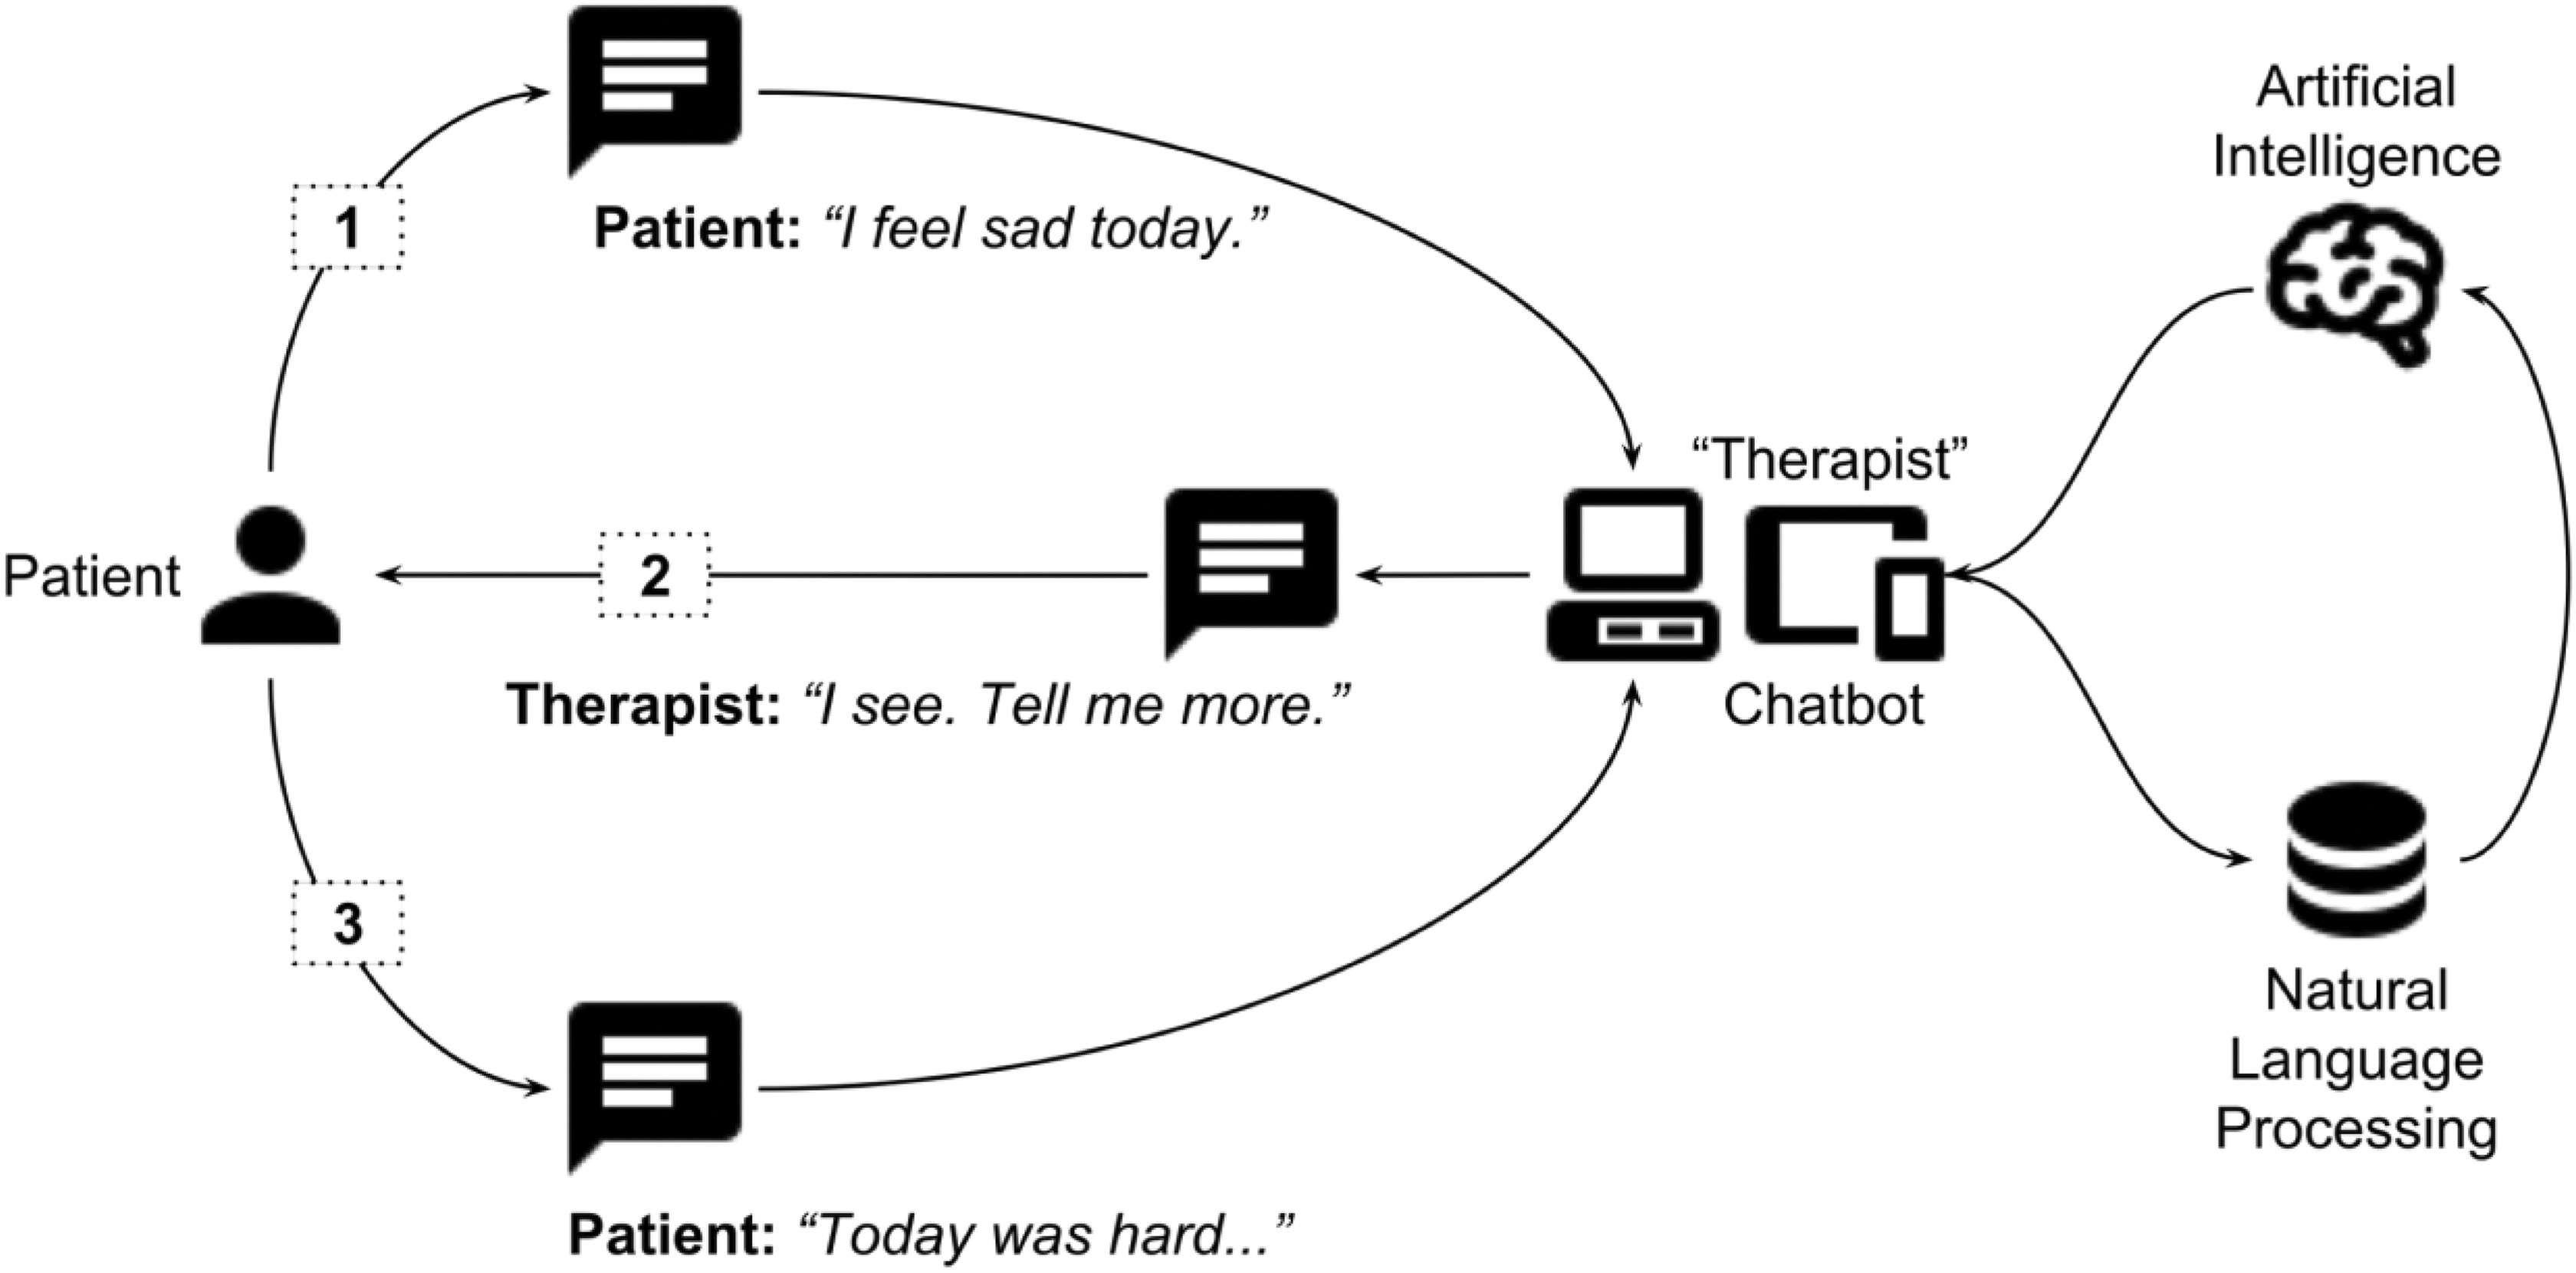 Artificial
Intelligence
1
Patient: “I feel sad today.”
“Therapist”
Patient
2
Therapist: “I see. Tell me more.”
Chatbot
3
Natural
Language
Processing
Patient: “Today was hard...”